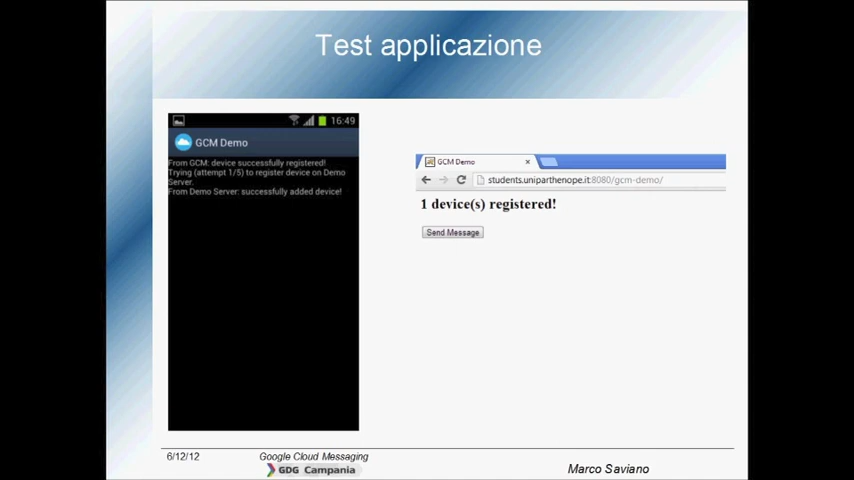 Test applicazione
16:49
GCM Demo
From GCM: device successfully registered!
Trying (attempt 1/5) to register device on Demo
Server.
From Demo Server: successfully added device!
GCM Demo
students.uniparthenope.it:8080/gcm-demo/
1 device(s) registered!
Send Message
6/12/12
Google Cloud Messaging
GDG Campania
Marco Saviano